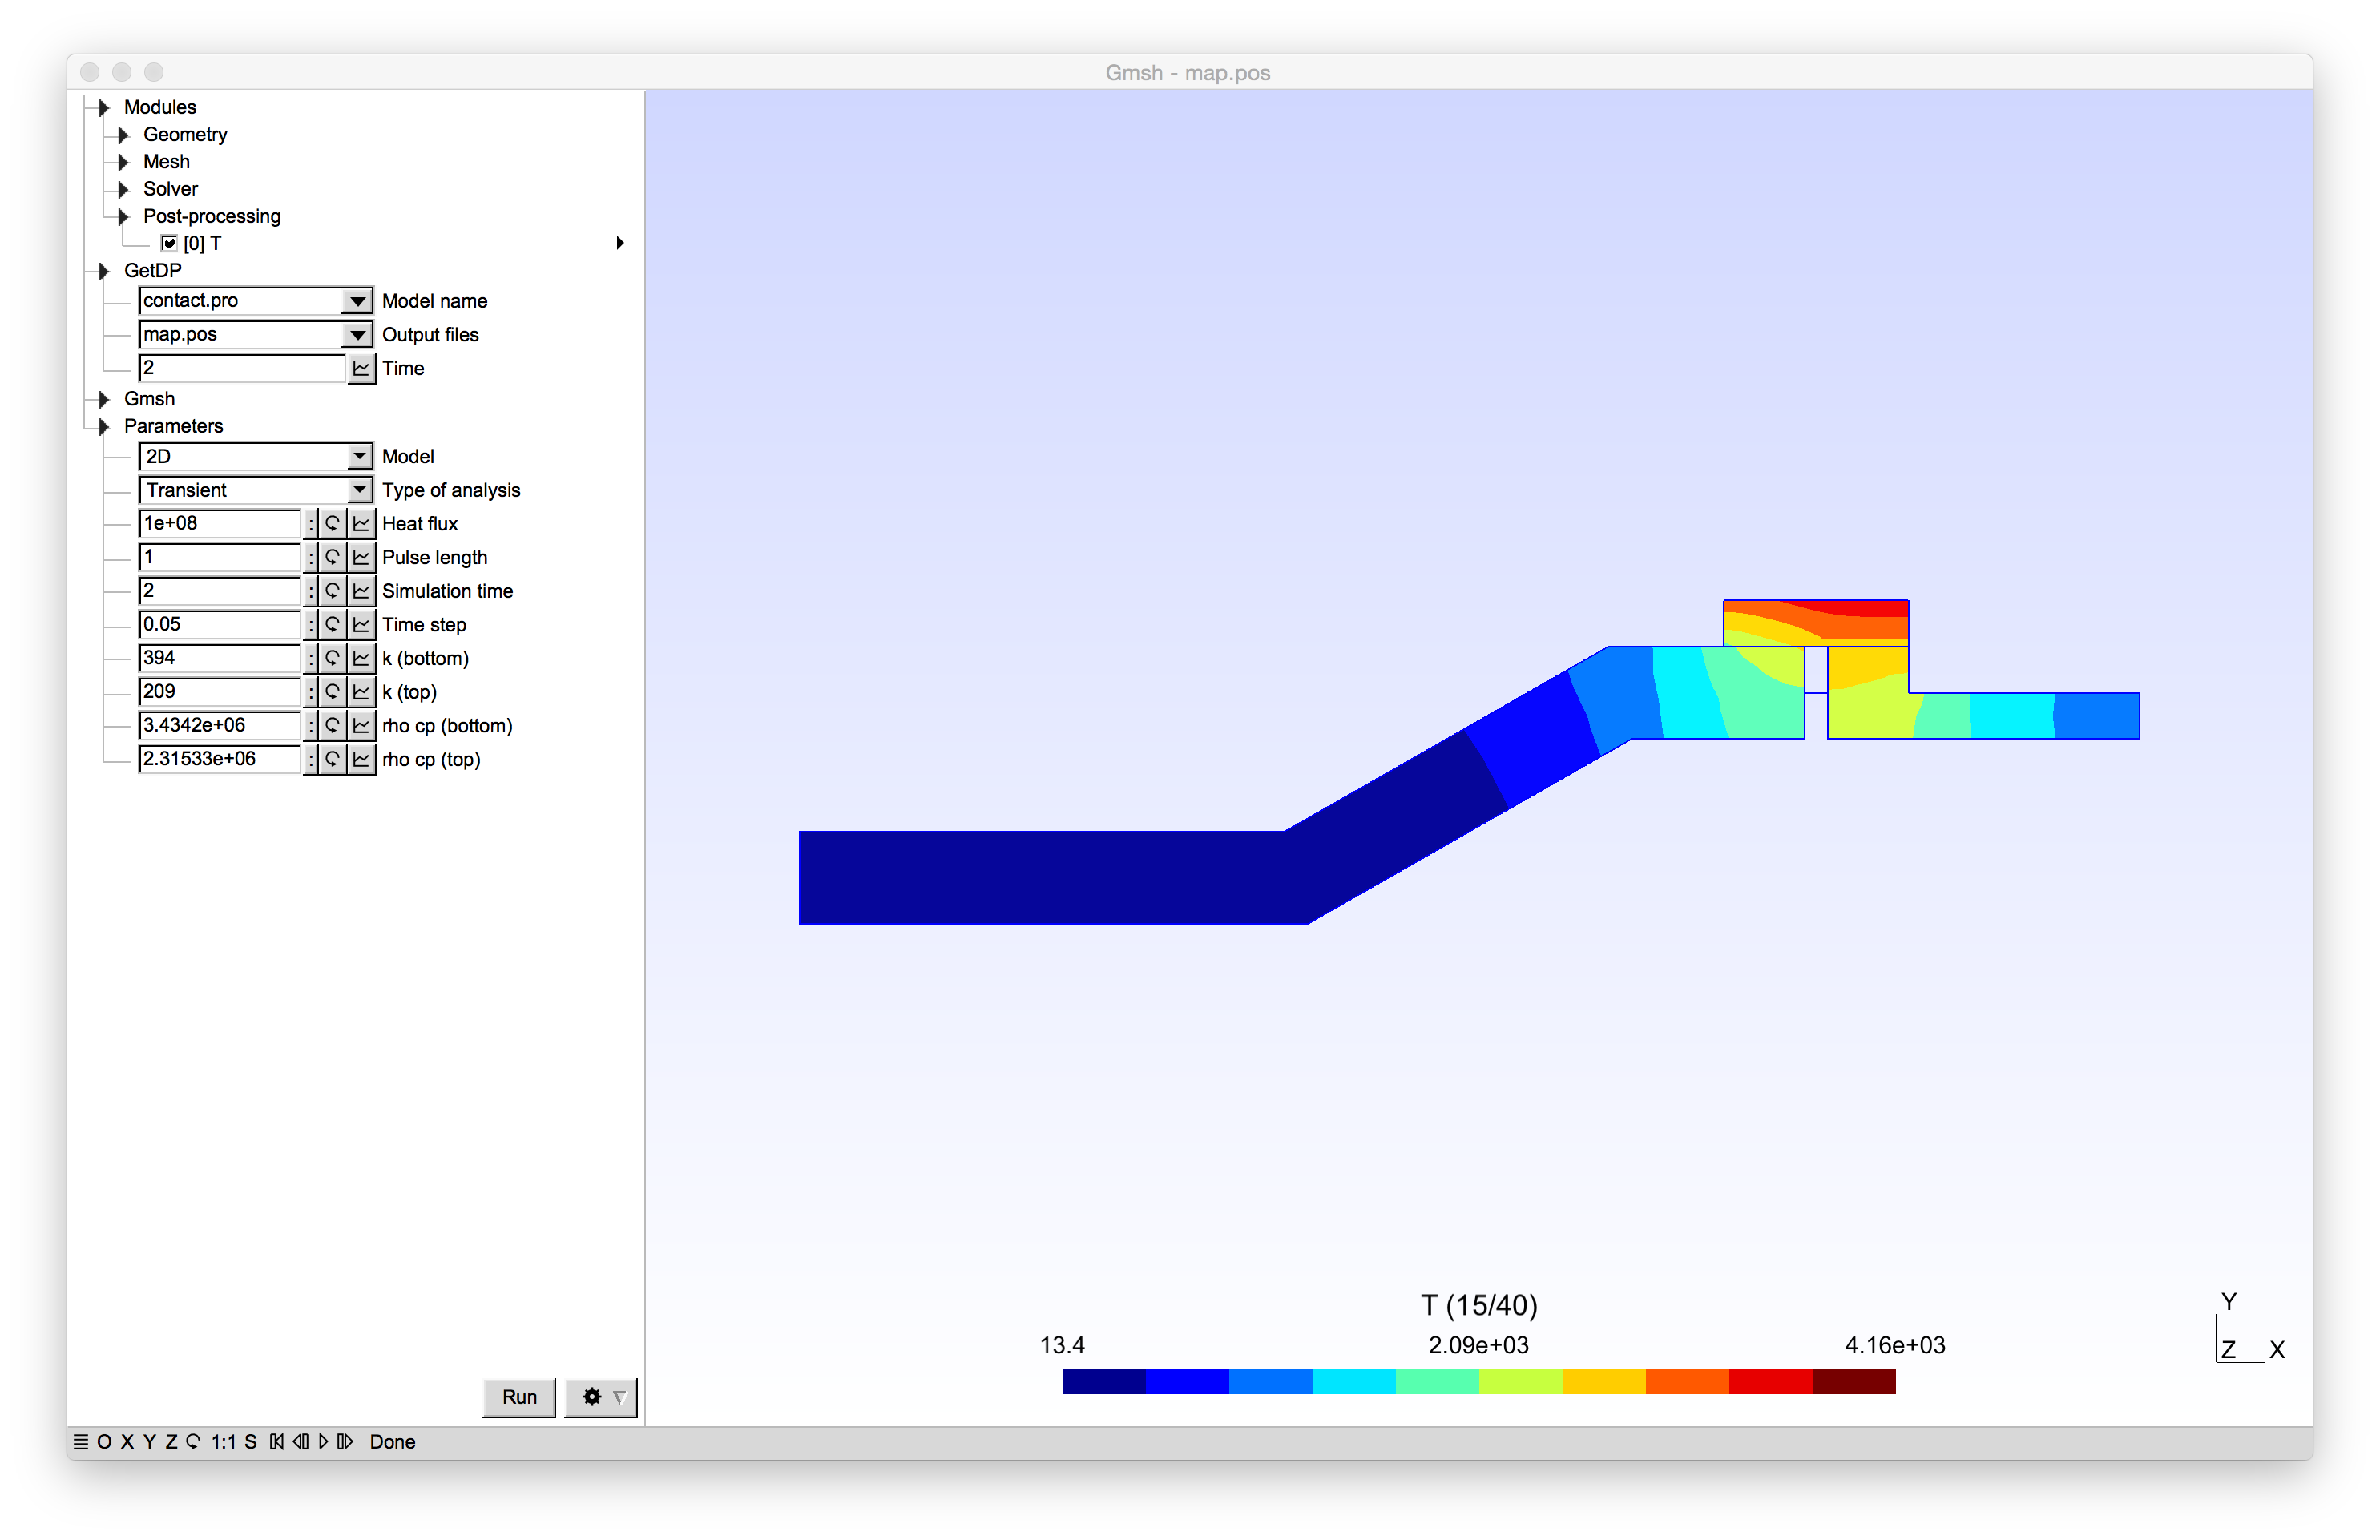 Gmsh - map.pos
Modules
Geometry
Mesh
Solver
Post-processing
[0] T
GetDP
contact.pro Model name
map.pos Output files
2 Time
Gmsh
Parameters
2D Model
Transient Type of analysis
1e+08 : Heat flux
1 : Pulse length
2 : Simulation time
0.05 : Time step
394 : k (bottom)
209 : k (top)
3.4342e+06 : rho cp (bottom)
2.31533e+06 : rho cp (top)
T (15/40)
13.4 2.09e+03 4.16e+03
Y
Z X
Run
O X Y Z 1:1 S Done